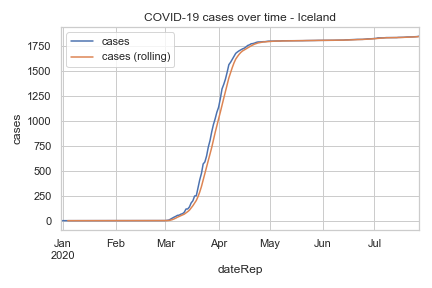 COVID-19 cases over time - Iceland
cases
cases (rolling)
1750
1500
1250
1000
750
500
250
0
cases
Jan Feb Mar Apr May Jun Jul
2020
dateRep